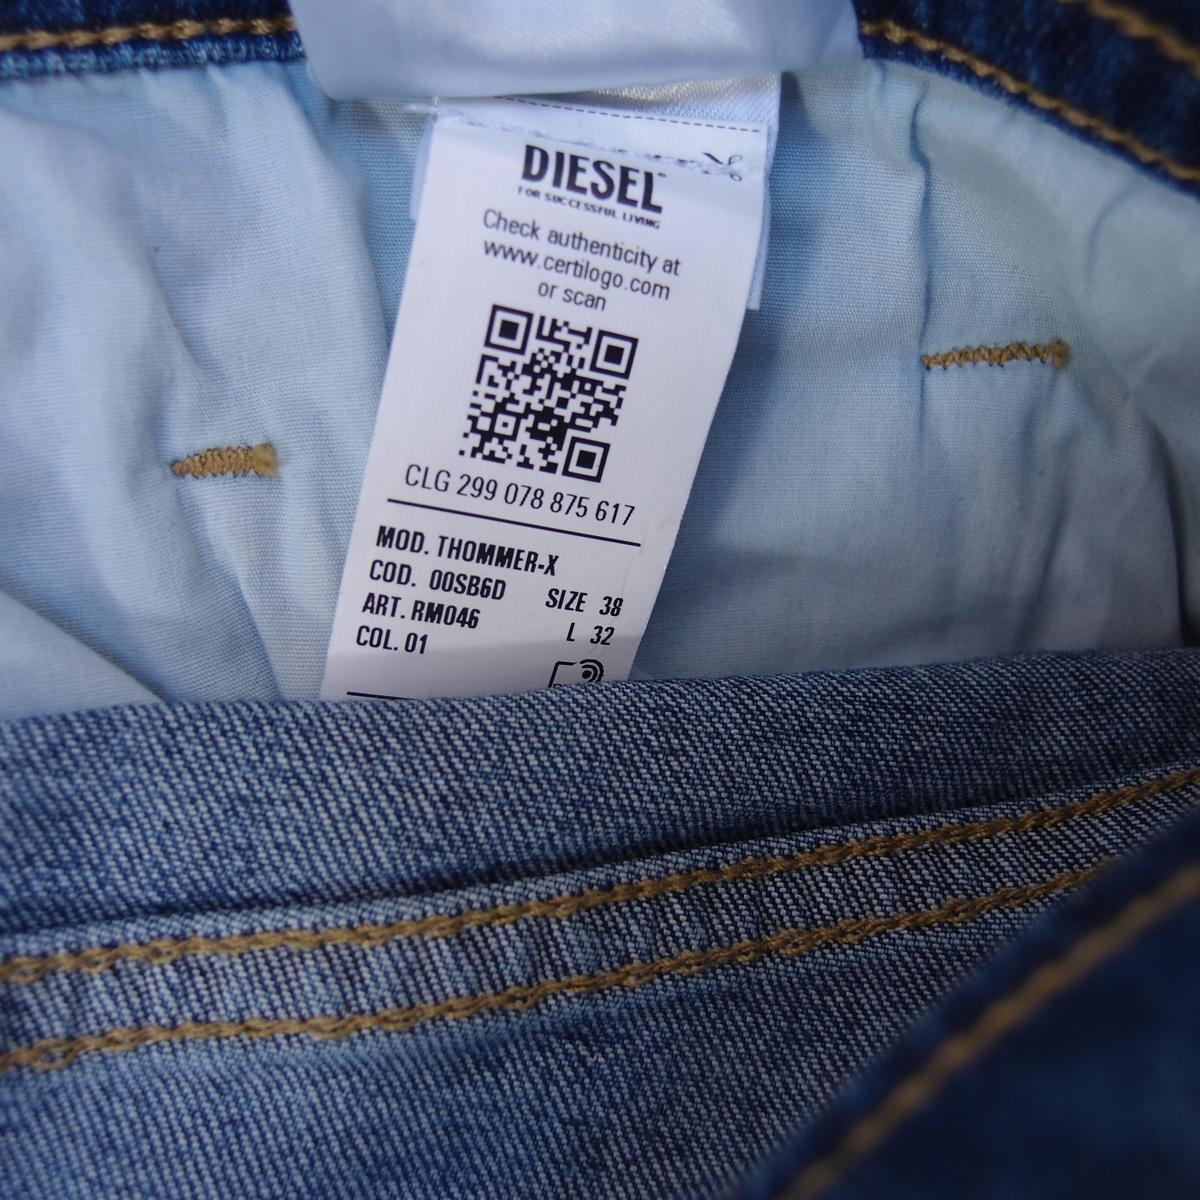 DIESEL
FOR SUCCESSFUL LIVING
Check authenticity at
www.certilogo.com
or scan
CLG 299 078 875 617
MOD. THOMMER-X
COD. 00SB6D SIZE 38
ART. RM046 L 32
COL. 01